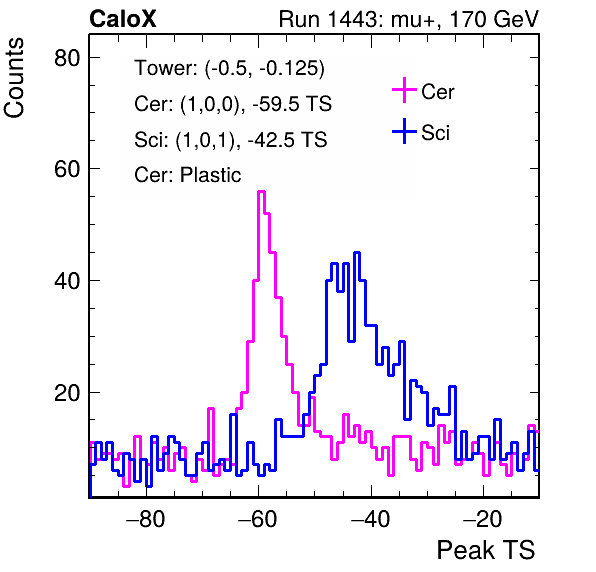 CaloX Run 1443: mu+, 170 GeV
Counts
80
60
40
20
Tower: (-0.5, -0.125)
Cer: (1,0,0), -59.5 TS
Sci: (1,0,1), -42.5 TS
Cer: Plastic
Cer
Sci
−80 −60 −40 −20
Peak TS